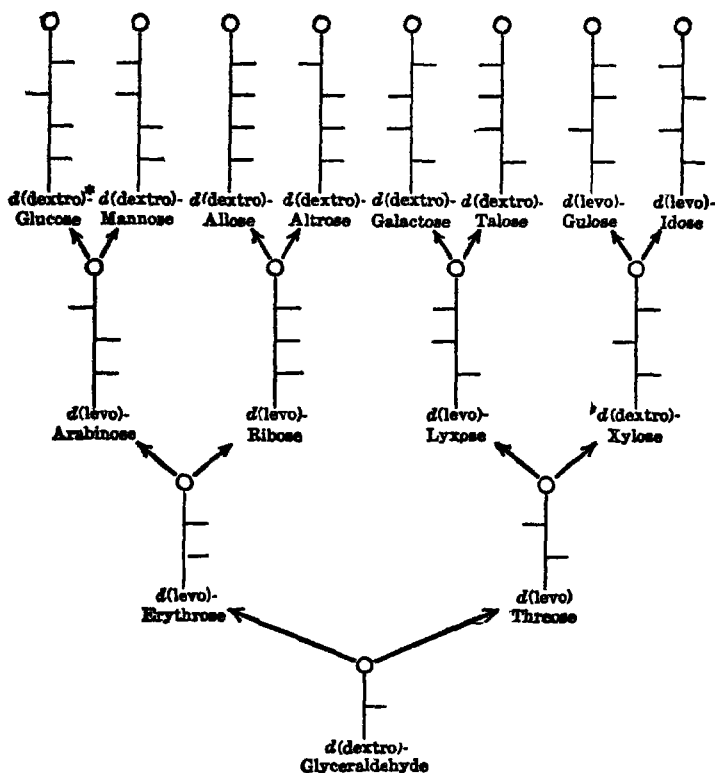 d(dextro)-*
Glucose
d(dextro)-
Mannose
d(dextro)-
Allose
d(dextro)-
Altrose
d(dextro)-
Galactose
d(dextro)-
Talose
d(levo)-
Gulose
d(levo)-
Idose
d(levo)-
Arabinose
d(levo)-
Ribose
d(levo)-
Lyxose
d(dextro)-
Xylose
d(levo)-
Erythrose
d(levo)
Threose
d(dextro)-
Glyceraldehyde